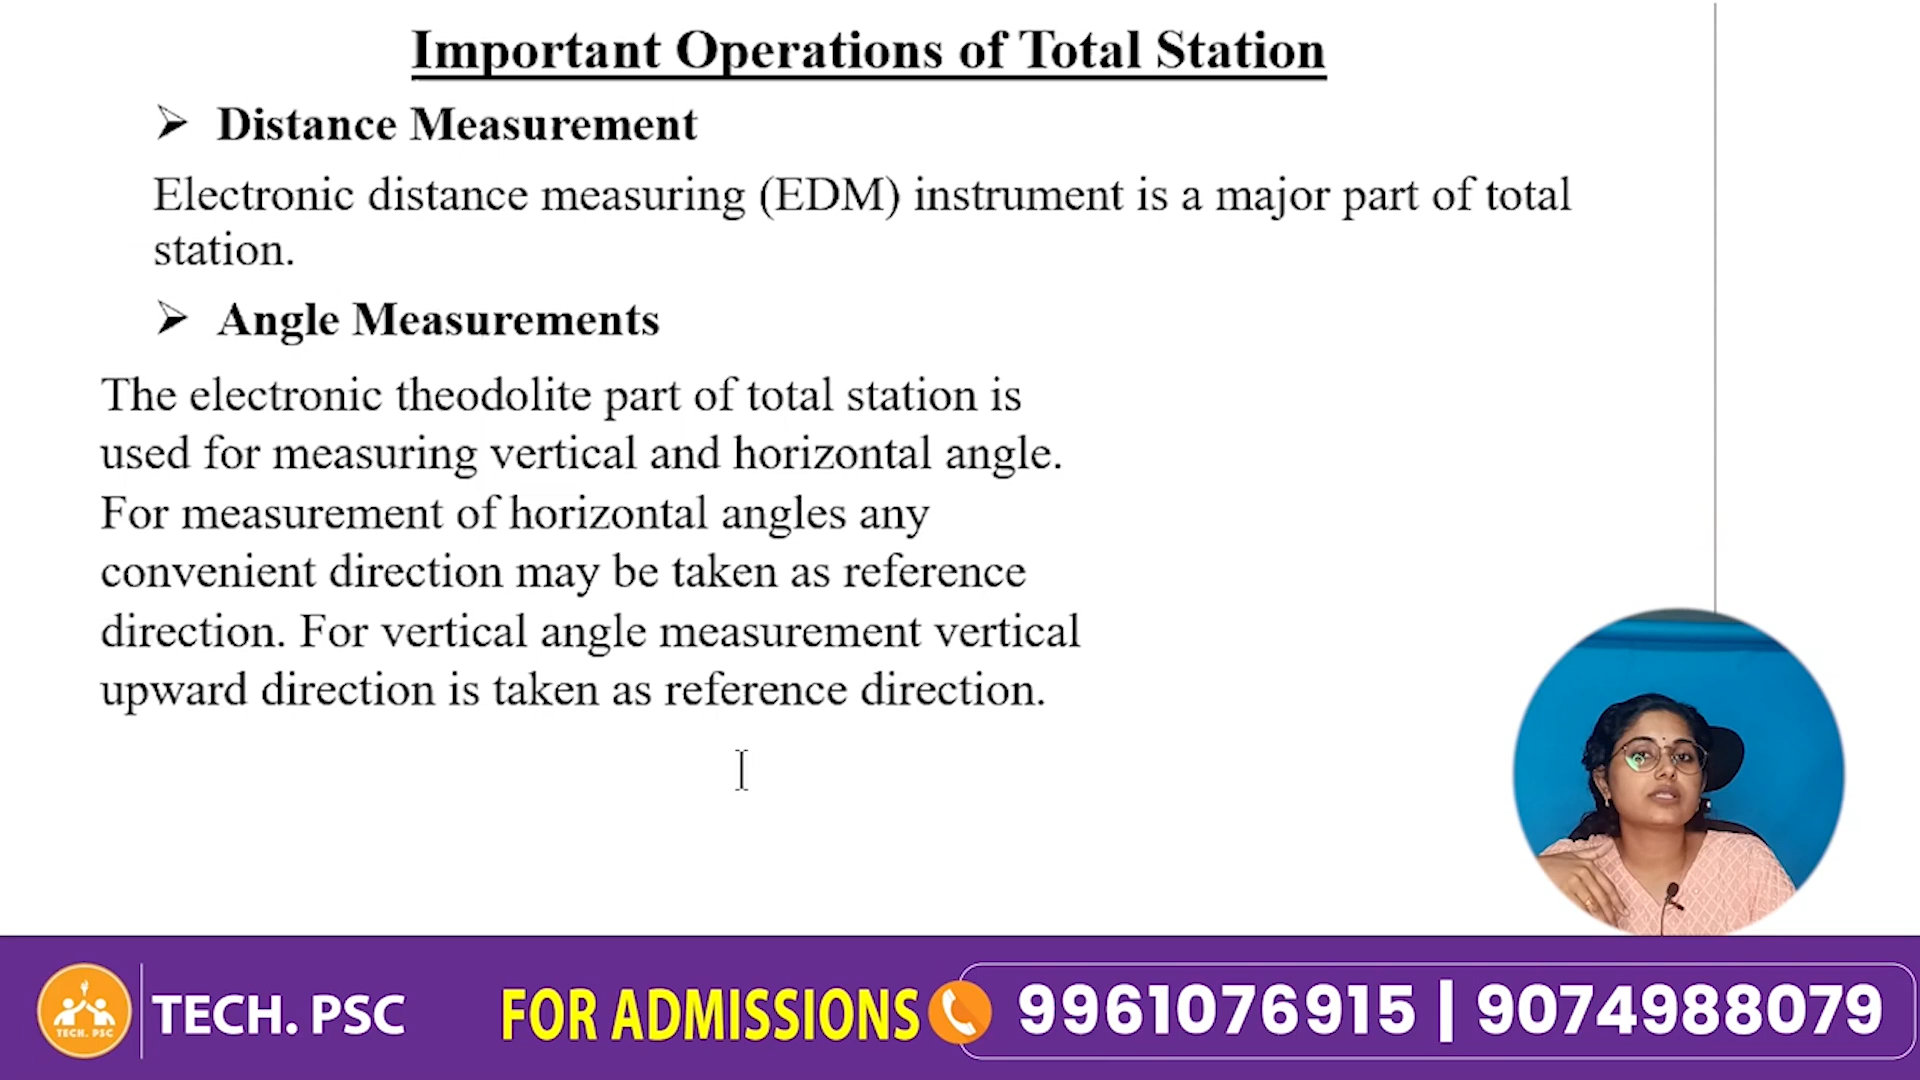 Important Operations of Total Station
➢ Distance Measurement
Electronic distance measuring (EDM) instrument is a major part of total
station.
➢ Angle Measurements
The electronic theodolite part of total station is
used for measuring vertical and horizontal angle.
For measurement of horizontal angles any
convenient direction may be taken as reference
direction. For vertical angle measurement vertical
upward direction is taken as reference direction.
TECH. PSC
TECH. PSC
FOR ADMISSIONS
9961076915 | 9074988079